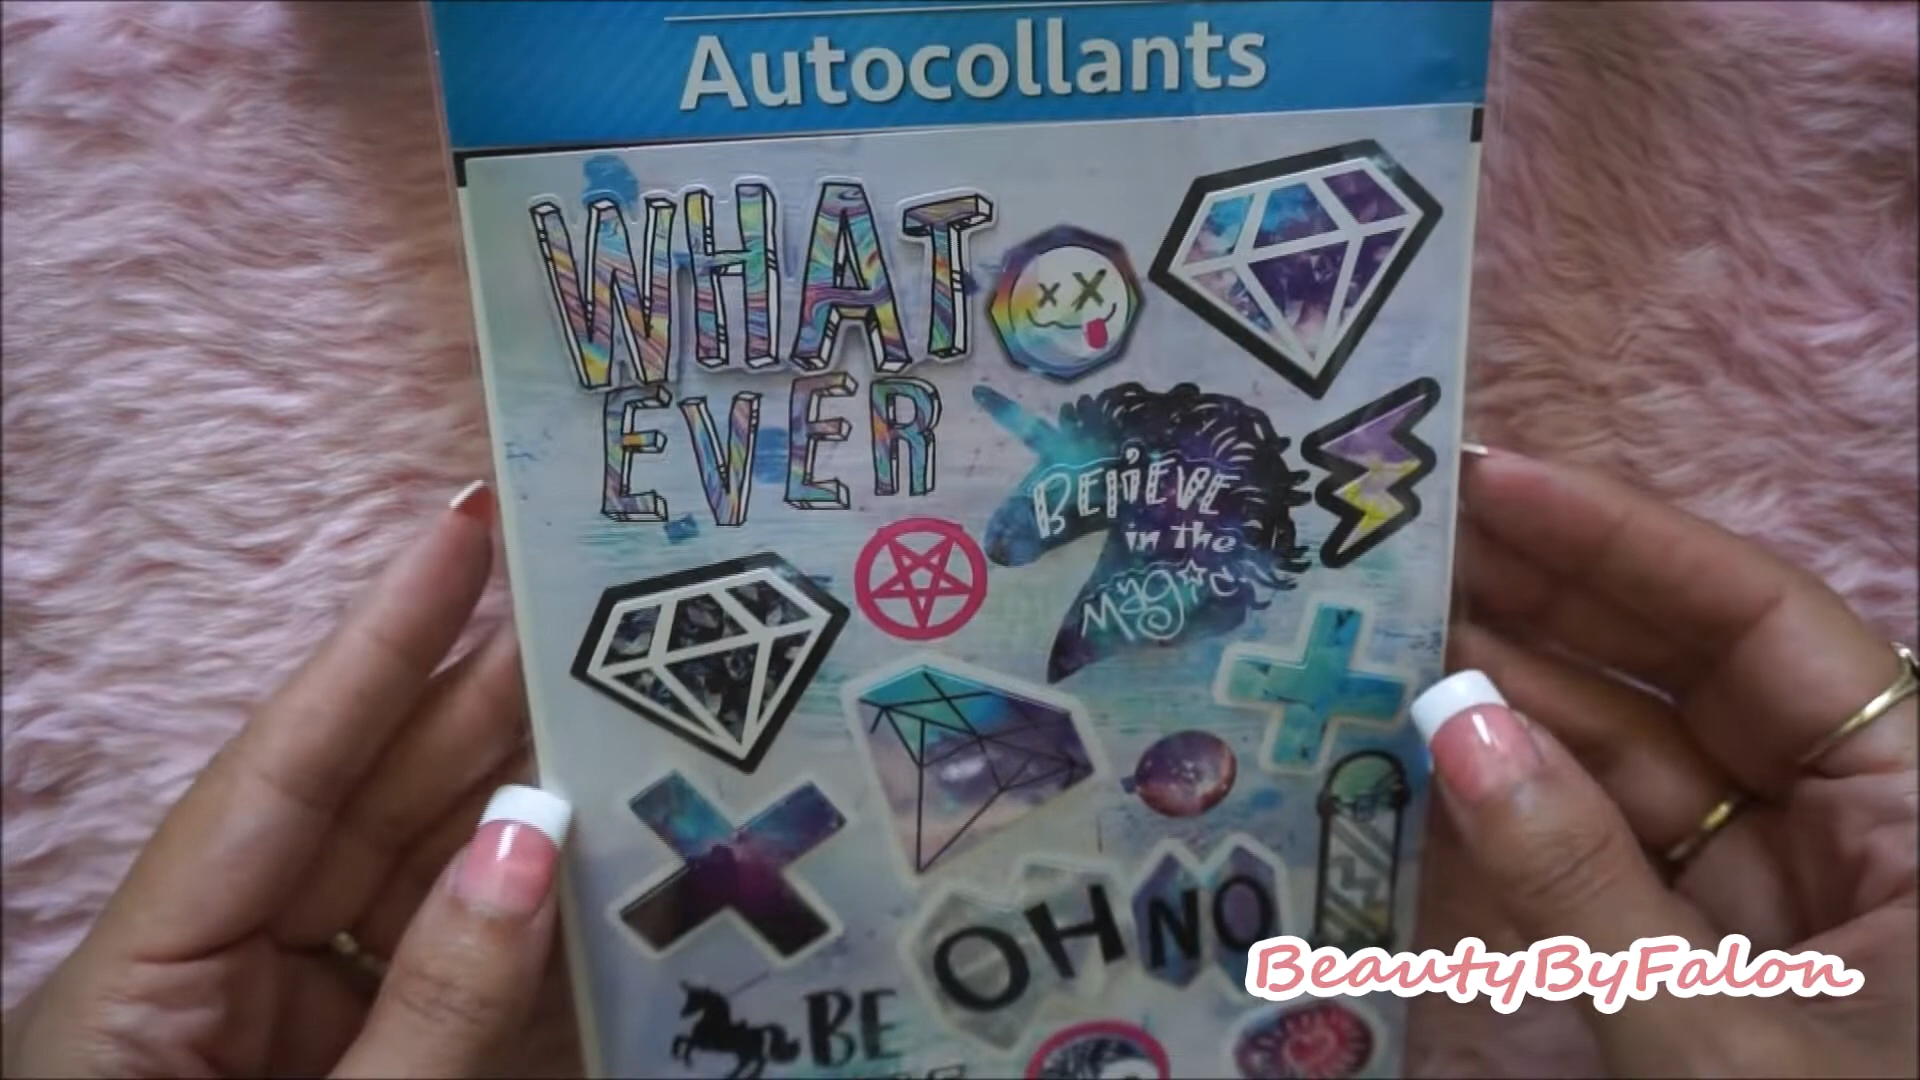 Autocollants
WHAT
EVER
BELIEVE
in the
Magic
OH NO
BE
BeautyByFalon